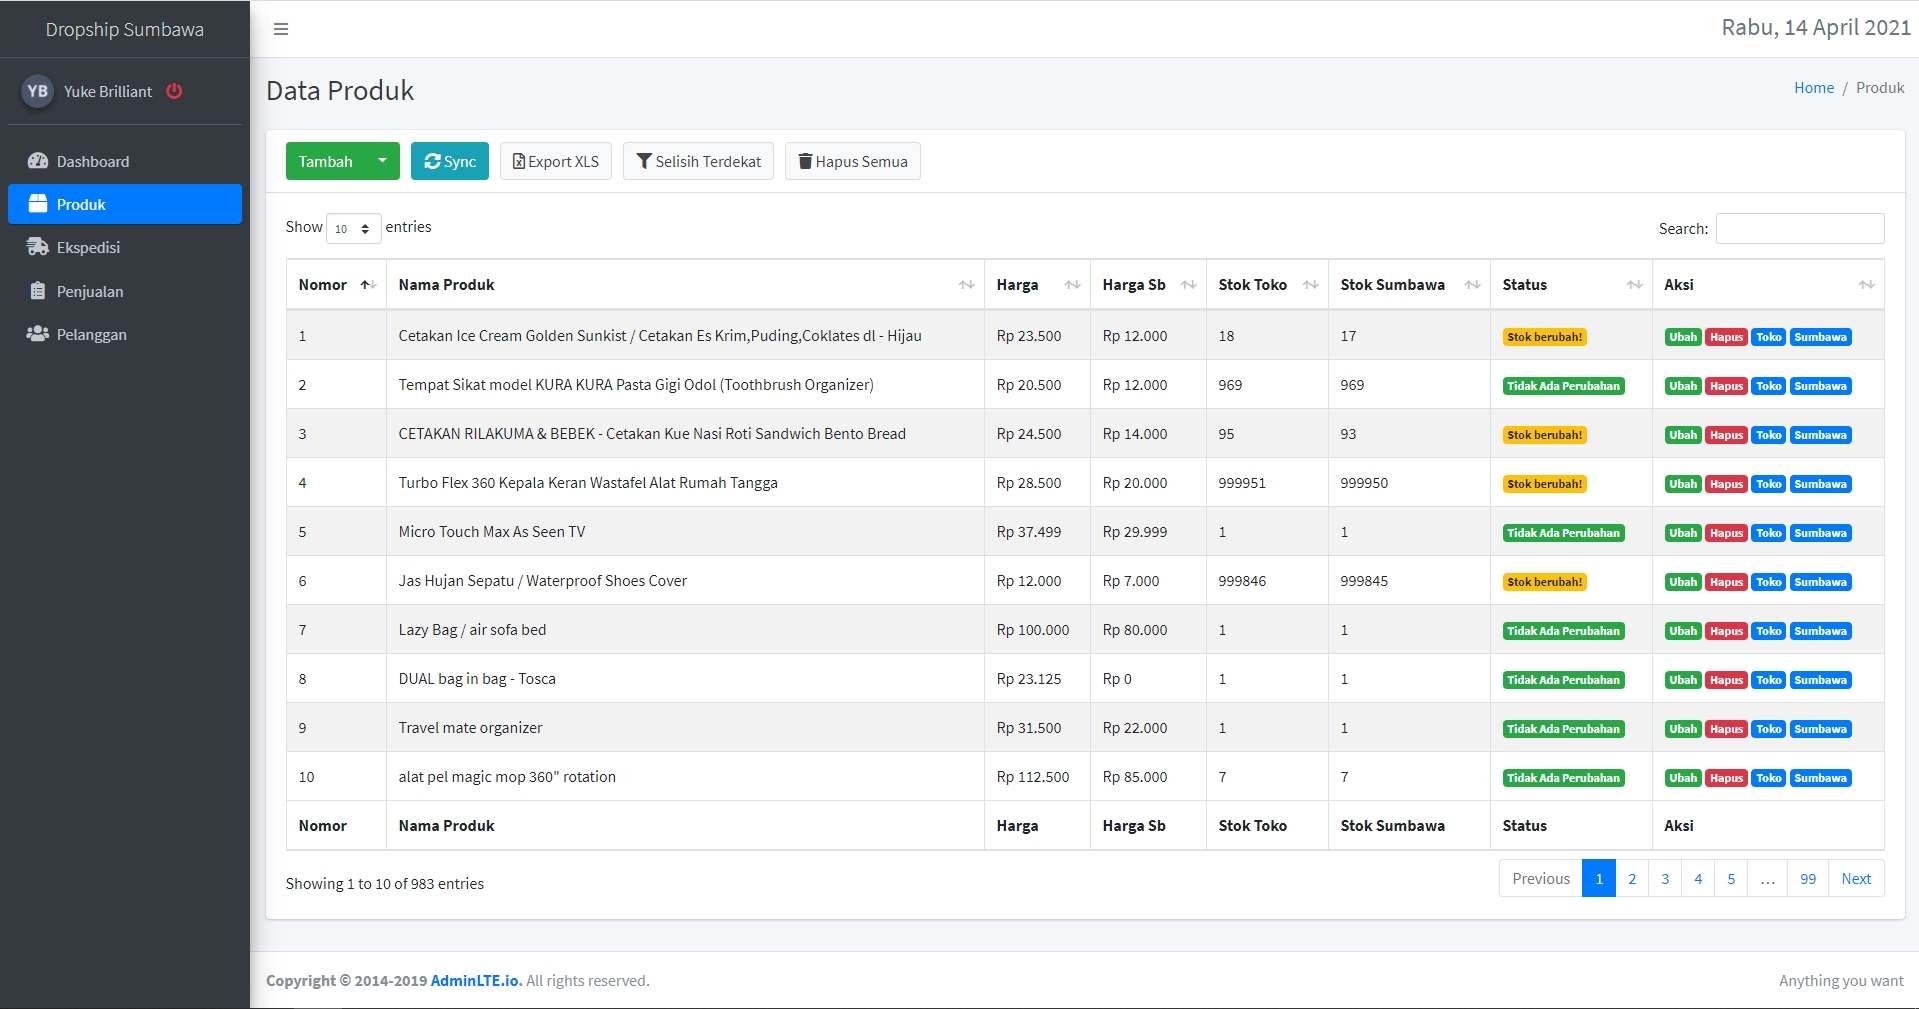 Dropship Sumbawa
Rabu, 14 April 2021
YB Yuke Brilliant
Dashboard
Produk
Ekspedisi
Penjualan
Pelanggan
Data Produk
Home / Produk
Tambah Sync Export XLS Selisih Terdekat Hapus Semua
Show 10 entries
Search:
Nomor Nama Produk Harga Harga Sb Stok Toko Stok Sumbawa Status Aksi
1 Cetakan Ice Cream Golden Sunkist / Cetakan Es Krim,Puding,Coklates dl - Hijau Rp 23.500 Rp 12.000 18 17 Stok berubah! Ubah Hapus Toko Sumbawa
2 Tempat Sikat model KURA KURA Pasta Gigi Odol (Toothbrush Organizer) Rp 20.500 Rp 12.000 969 969 Tidak Ada Perubahan Ubah Hapus Toko Sumbawa
3 CETAKAN RILAKUMA & BEBEK - Cetakan Kue Nasi Roti Sandwich Bento Bread Rp 24.500 Rp 14.000 95 93 Stok berubah! Ubah Hapus Toko Sumbawa
4 Turbo Flex 360 Kepala Keran Wastafel Alat Rumah Tangga Rp 28.500 Rp 20.000 999951 999950 Stok berubah! Ubah Hapus Toko Sumbawa
5 Micro Touch Max As Seen TV Rp 37.499 Rp 29.999 1 1 Tidak Ada Perubahan Ubah Hapus Toko Sumbawa
6 Jas Hujan Sepatu / Waterproof Shoes Cover Rp 12.000 Rp 7.000 999846 999845 Stok berubah! Ubah Hapus Toko Sumbawa
7 Lazy Bag / air sofa bed Rp 100.000 Rp 80.000 1 1 Tidak Ada Perubahan Ubah Hapus Toko Sumbawa
8 DUAL bag in bag - Tosca Rp 23.125 Rp 0 1 1 Tidak Ada Perubahan Ubah Hapus Toko Sumbawa
9 Travel mate organizer Rp 31.500 Rp 22.000 1 1 Tidak Ada Perubahan Ubah Hapus Toko Sumbawa
10 alat pel magic mop 360" rotation Rp 112.500 Rp 85.000 7 7 Tidak Ada Perubahan Ubah Hapus Toko Sumbawa
Nomor Nama Produk Harga Harga Sb Stok Toko Stok Sumbawa Status Aksi
Showing 1 to 10 of 983 entries
Previous 1 2 3 4 5 … 99 Next
Copyright © 2014-2019 AdminLTE.io. All rights reserved.
Anything you want